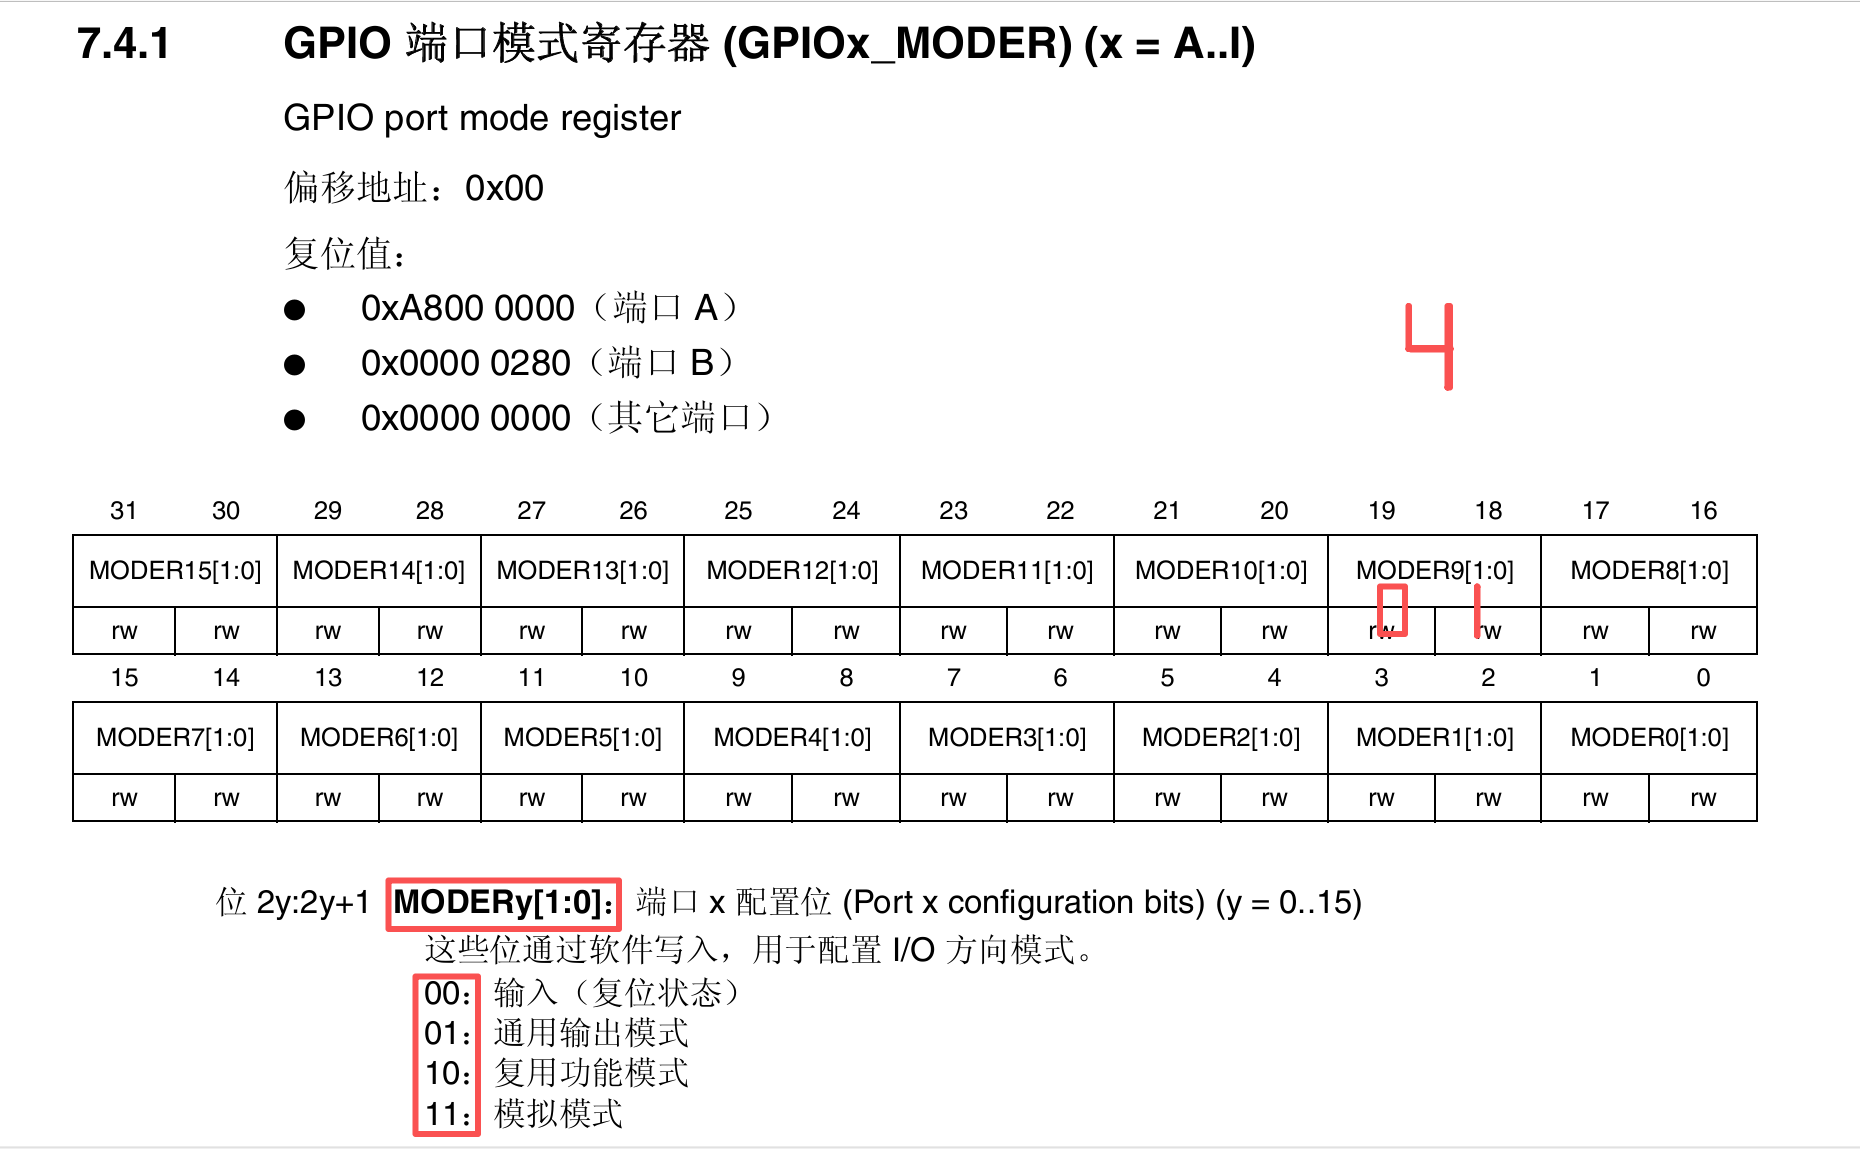 7.4.1 GPIO 端口模式寄存器 (GPIOx_MODER) (x = A..I)
GPIO port mode register
偏移地址：0x00
复位值：
● 0xA800 0000（端口 A）
● 0x0000 0280（端口 B）
● 0x0000 0000（其它端口）
4
31 30 29 28 27 26 25 24 23 22 21 20 19 18 17 16
MODER15[1:0] MODER14[1:0] MODER13[1:0] MODER12[1:0] MODER11[1:0] MODER10[1:0] MODER9[1:0] MODER8[1:0]
0 1
rw rw rw rw rw rw rw rw rw rw rw rw rw rw rw rw
15 14 13 12 11 10 9 8 7 6 5 4 3 2 1 0
MODER7[1:0] MODER6[1:0] MODER5[1:0] MODER4[1:0] MODER3[1:0] MODER2[1:0] MODER1[1:0] MODER0[1:0]
rw rw rw rw rw rw rw rw rw rw rw rw rw rw rw rw
位 2y:2y+1 MODERy[1:0]：端口 x 配置位 (Port x configuration bits) (y = 0..15)
这些位通过软件写入，用于配置 I/O 方向模式。
00：输入（复位状态）
01：通用输出模式
10：复用功能模式
11：模拟模式